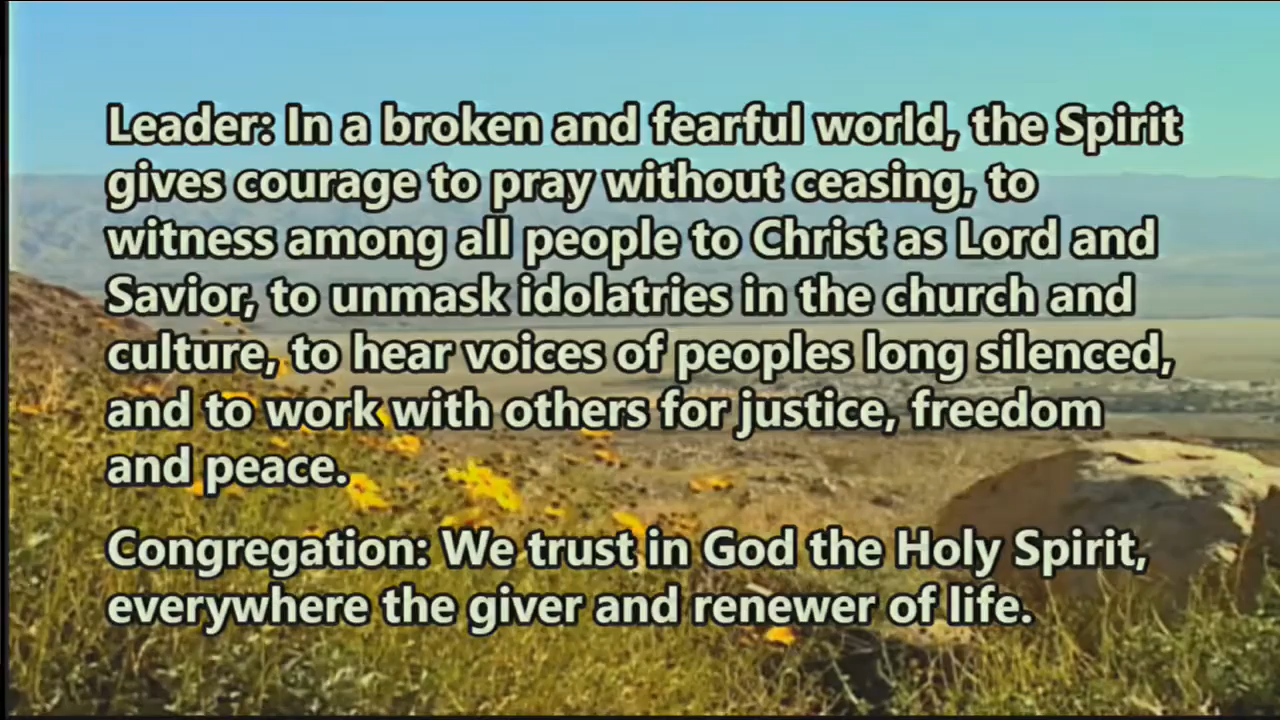 Leader: In a broken and fearful world, the Spirit
gives courage to pray without ceasing, to
witness among all people to Christ as Lord and
Savior, to unmask idolatries in the church and
culture, to hear voices of peoples long silenced,
and to work with others for justice, freedom
and peace.
Congregation: We trust in God the Holy Spirit,
everywhere the giver and renewer of life.